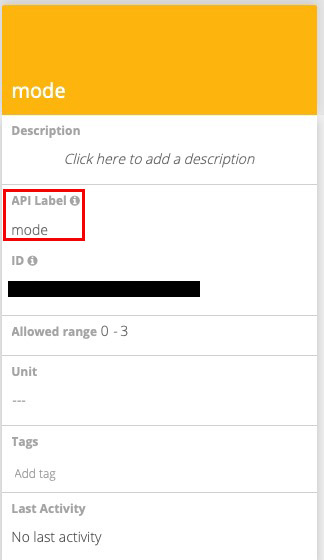 mode
Description
Click here to add a description
API Label
mode
ID
Allowed range 0 - 3
Unit
---
Tags
Add tag
Last Activity
No last activity